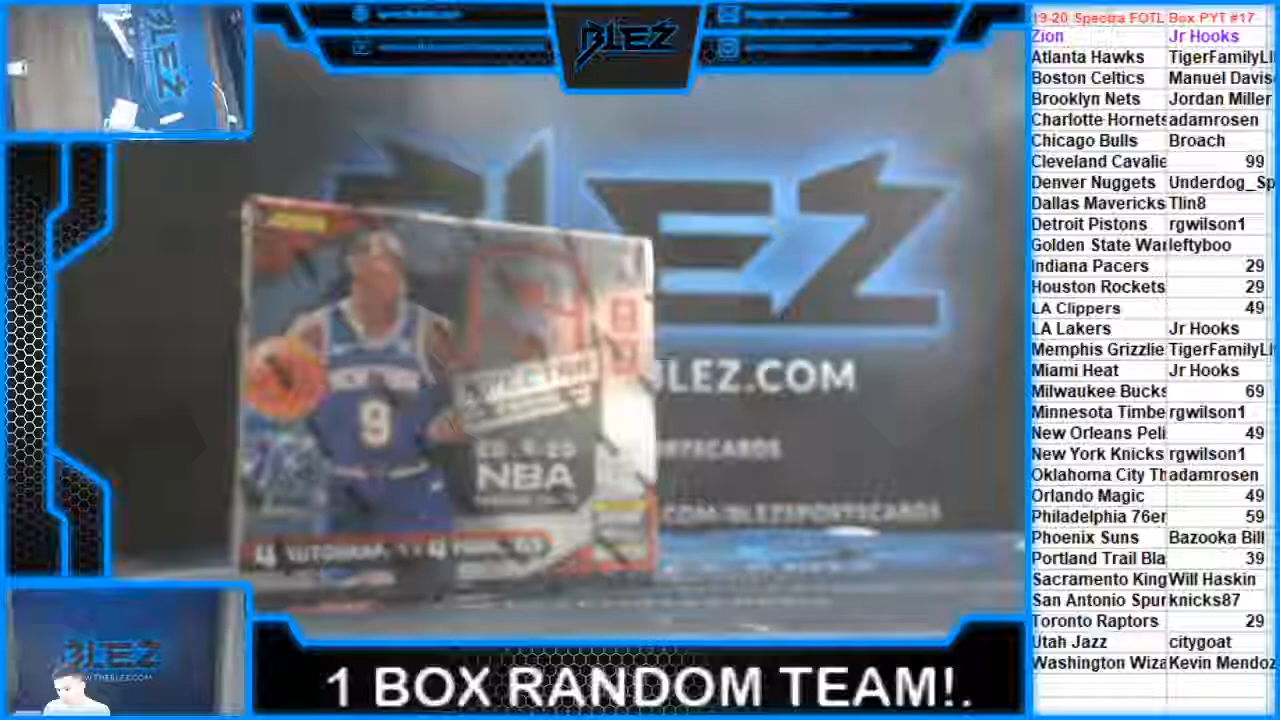 BLEZ
19-20 Spectra FOTL Box PYT #17
Zion Jr Hooks
Atlanta Hawks TigerFamilyLi
Boston Celtics Manuel Davis
Brooklyn Nets Jordan Miller
Charlotte Hornets adamrosen
Chicago Bulls Broach
Cleveland Cavalie 99
Denver Nuggets Underdog_Sp
Dallas Mavericks Tlin8
Detroit Pistons rgwilson1
Golden State War leftyboo
Indiana Pacers 29
Houston Rockets 29
LA Clippers 49
LA Lakers Jr Hooks
Memphis Grizzlie TigerFamilyLi
Miami Heat Jr Hooks
Milwaukee Bucks 69
Minnesota Timbe rgwilson1
New Orleans Peli 49
New York Knicks rgwilson1
Oklahoma City Th adamrosen
Orlando Magic 49
Philadelphia 76er 59
Phoenix Suns Bazooka Bill
Portland Trail Bla 39
Sacramento King Will Haskin
San Antonio Spur knicks87
Toronto Raptors 29
Utah Jazz citygoat
Washington Wiza Kevin Mendoz
BLEZ
BLEZ
BLEZ.COM
NEW YORK
9
NBA
BLEZ
1 BOX RANDOM TEAM!.